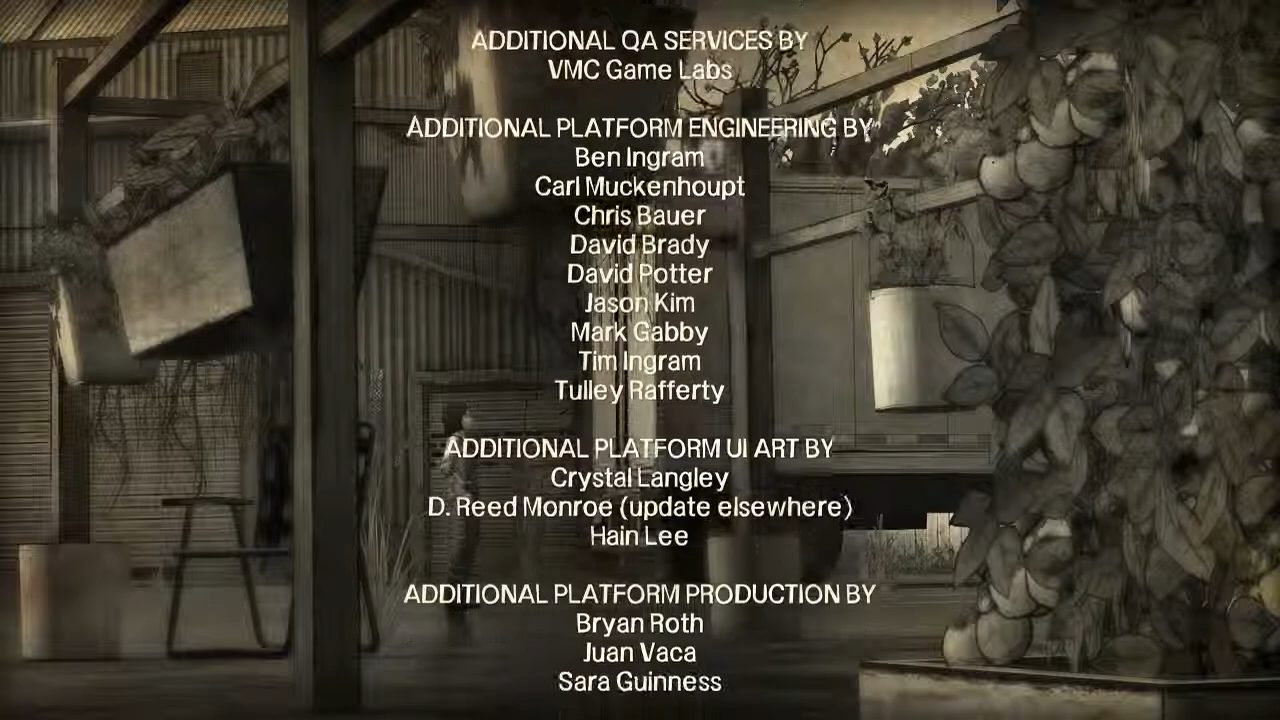 ADDITIONAL QA SERVICES BY
VMC Game Labs
ADDITIONAL PLATFORM ENGINEERING BY
Ben Ingram
Carl Muckenhoupt
Chris Bauer
David Brady
David Potter
Jason Kim
Mark Gabby
Tim Ingram
Tulley Rafferty
ADDITIONAL PLATFORM UI ART BY
Crystal Langley
D. Reed Monroe (update elsewhere)
Hain Lee
ADDITIONAL PLATFORM PRODUCTION BY
Bryan Roth
Juan Vaca
Sara Guinness